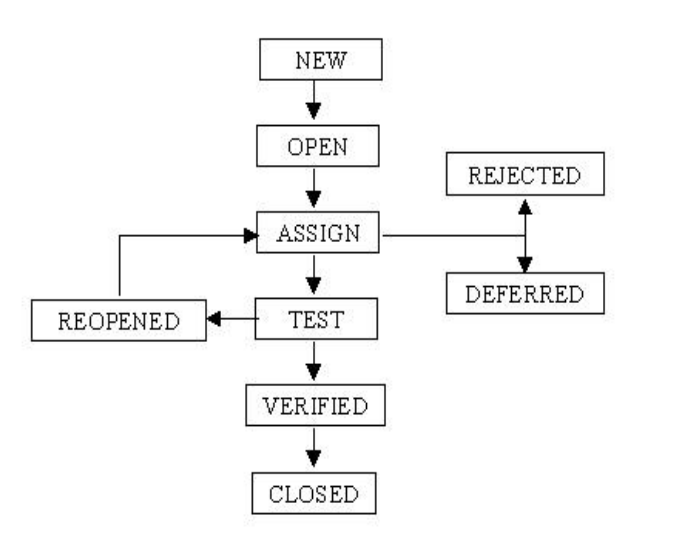 NEW
OPEN
REJECTED
ASSIGN
DEFERRED
REOPENED
TEST
VERIFIED
CLOSED